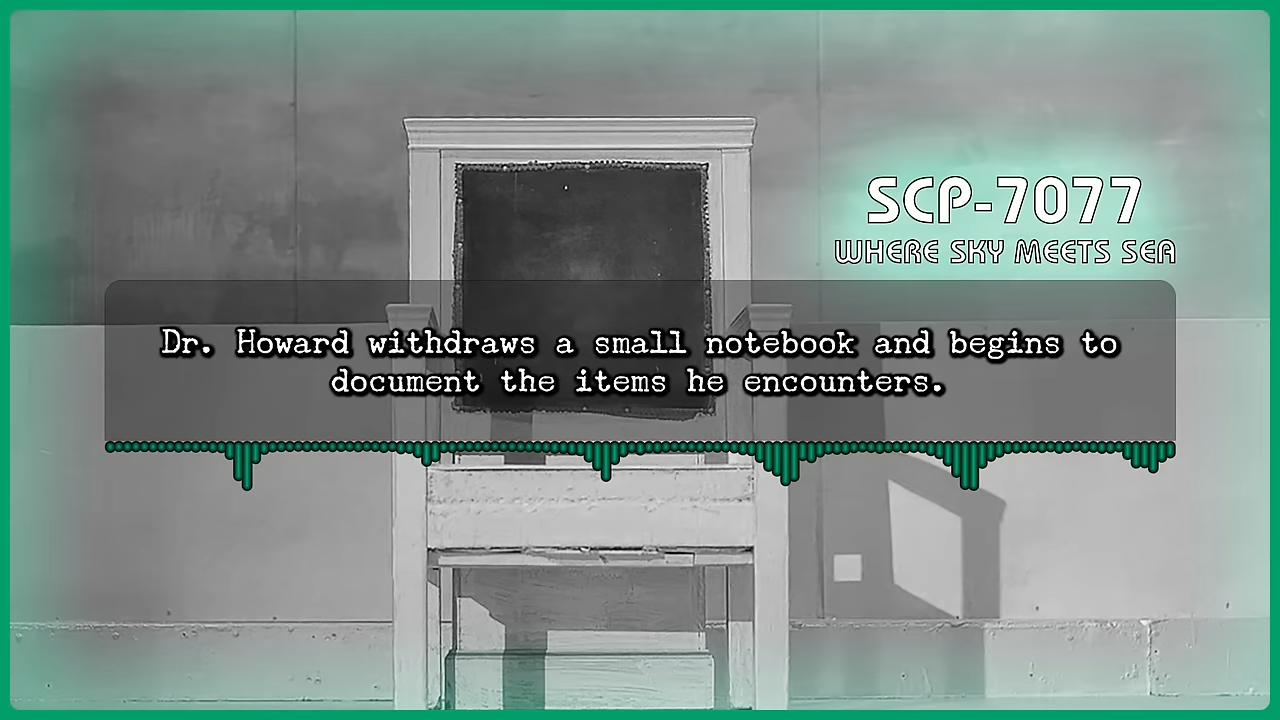 SCP-7077
WHERE SKY MEETS SEA
Dr. Howard withdraws a small notebook and begins to
document the items he encounters.